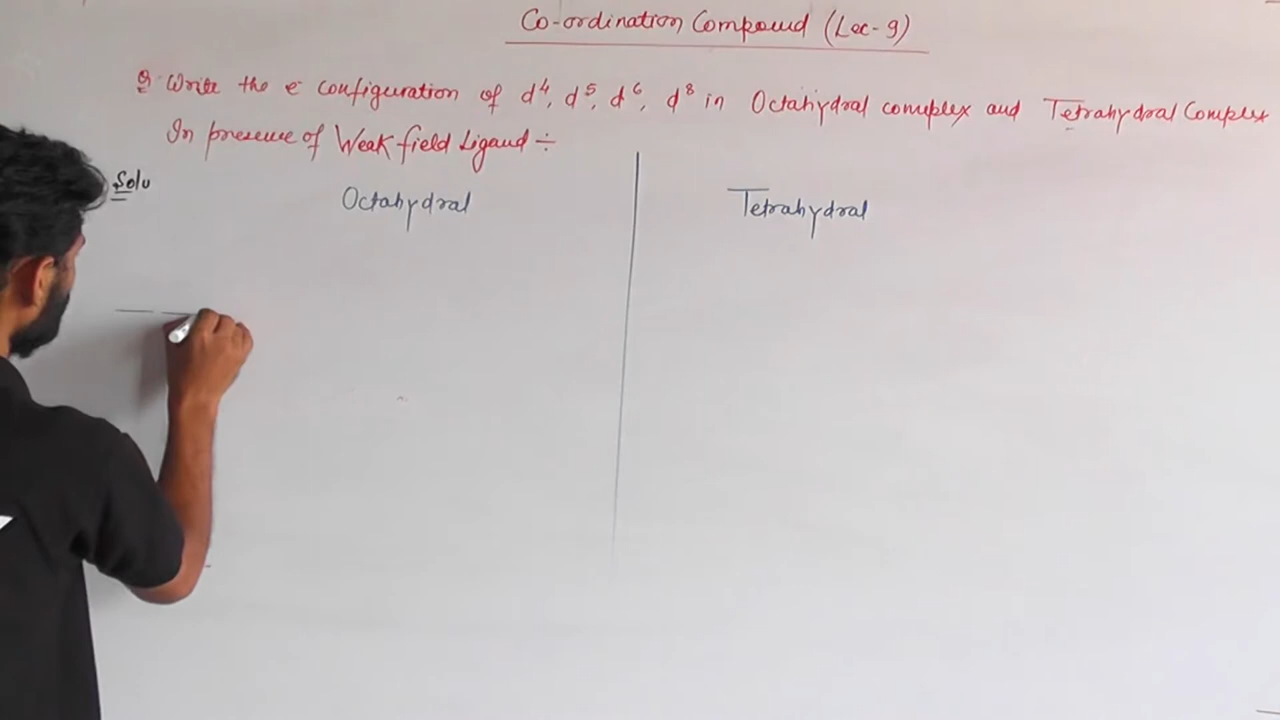 Co-ordination Compound (Lec-9)
Q Write the e⁻ configuration of d⁴, d⁵, d⁶, d⁸ in Octahydral complex and Tetrahydral Complex
In presence of Weak field Ligand ÷
Solu
Octahydral
Tetrahydral